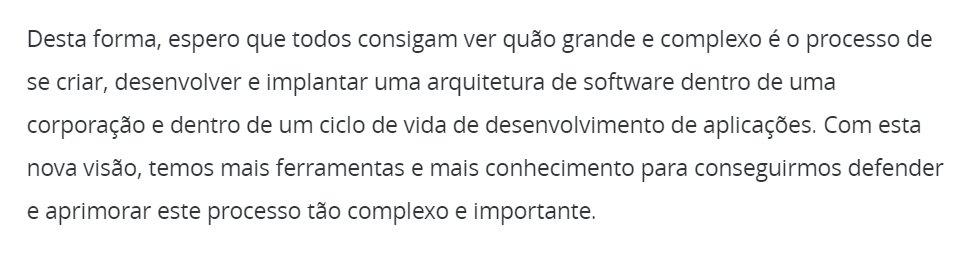 Desta forma, espero que todos consigam ver quão grande e complexo é o processo de
se criar, desenvolver e implantar uma arquitetura de software dentro de uma
corporação e dentro de um ciclo de vida de desenvolvimento de aplicações. Com esta
nova visão, temos mais ferramentas e mais conhecimento para conseguirmos defender
e aprimorar este processo tão complexo e importante.